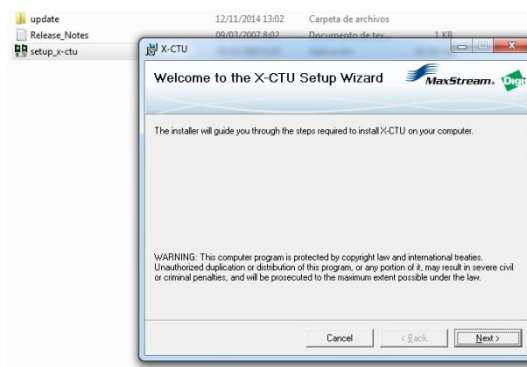 update 12/11/2014 13:02 Carpeta de archivos
Release_Notes 09/03/2007 8:02 Documento de tex... 1 KB
setup_x-ctu
X-CTU
Welcome to the X-CTU Setup Wizard
MaxStream. Digi
The installer will guide you through the steps required to install X-CTU on your computer.
WARNING: This computer program is protected by copyright law and international treaties.
Unauthorized duplication or distribution of this program, or any portion of it, may result in severe civil
or criminal penalties, and will be prosecuted to the maximum extent possible under the law.
Cancel < Back Next >